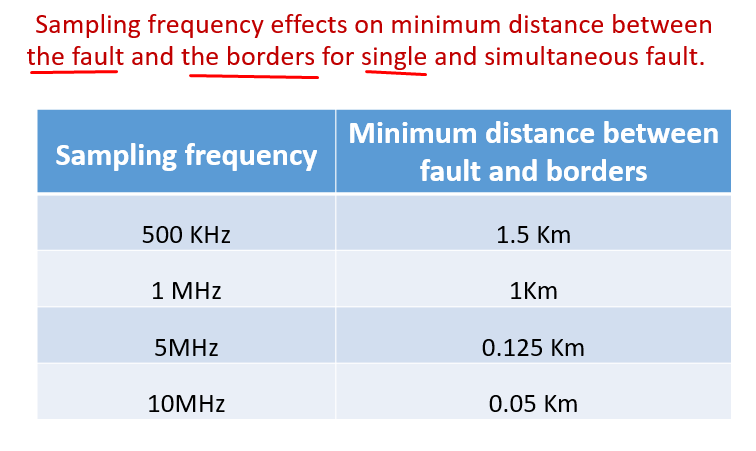 Sampling frequency effects on minimum distance between
the fault and the borders for single and simultaneous fault.
Sampling frequency
Minimum distance between
fault and borders
500 KHz
1.5 Km
1 MHz
1Km
5MHz
0.125 Km
10MHz
0.05 Km